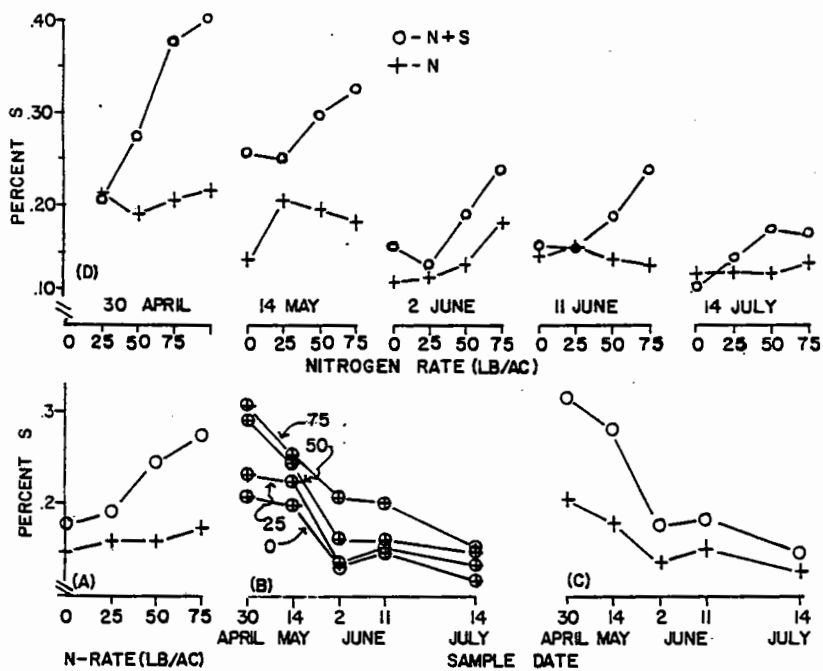 .40
O - N + S
+ - N
.30
PERCENT S
.20
(D)
.10
30 APRIL 14 MAY 2 JUNE 11 JUNE 14 JULY
0 25 50 75 0 25 50 75 0 25 50 75 0 25 50 75 0 25 50 75
NITROGEN RATE (LB/AC)
.3
75
50
PERCENT S
.2
25
0
(A) (B) (C)
0 25 50 75 30 14 2 11 14 30 14 2 11 14
APRIL MAY JUNE JULY APRIL MAY JUNE JULY
N-RATE (LB/AC) SAMPLE DATE